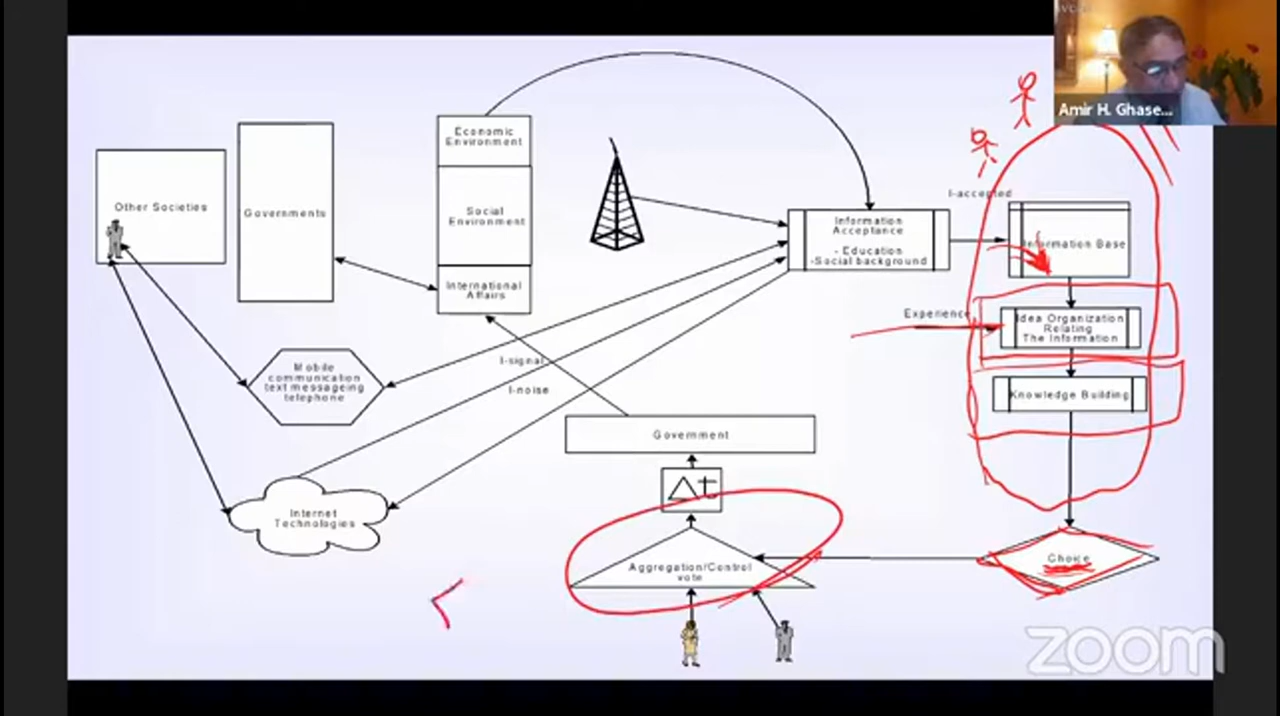 Amir H. Ghase...
Economic
Environment
Social
Environment
International
Affairs
Other Societies
Governments
Information
Acceptance
- Education
-Social background
I-accepted
Information Base
Experience
Idea Organization
Relating
The Information
Knowledge Building
Mobile
communication
text messageing
telephone
I-signal
I-noise
Government
Δt
Internet
Technologies
Aggregation/Control
vote
Choice
zoom